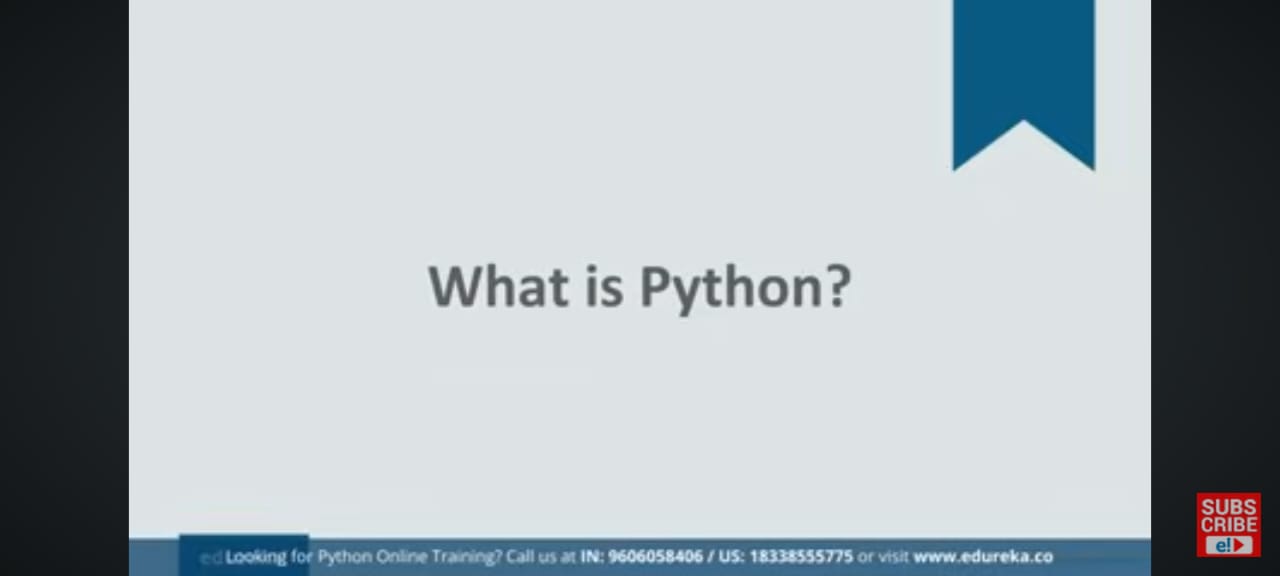 What is Python?
Looking for Python Online Training? Call us at IN: 9606058406 / US: 18338555775 or visit www.edureka.co
SUBS
CRIBE
e!